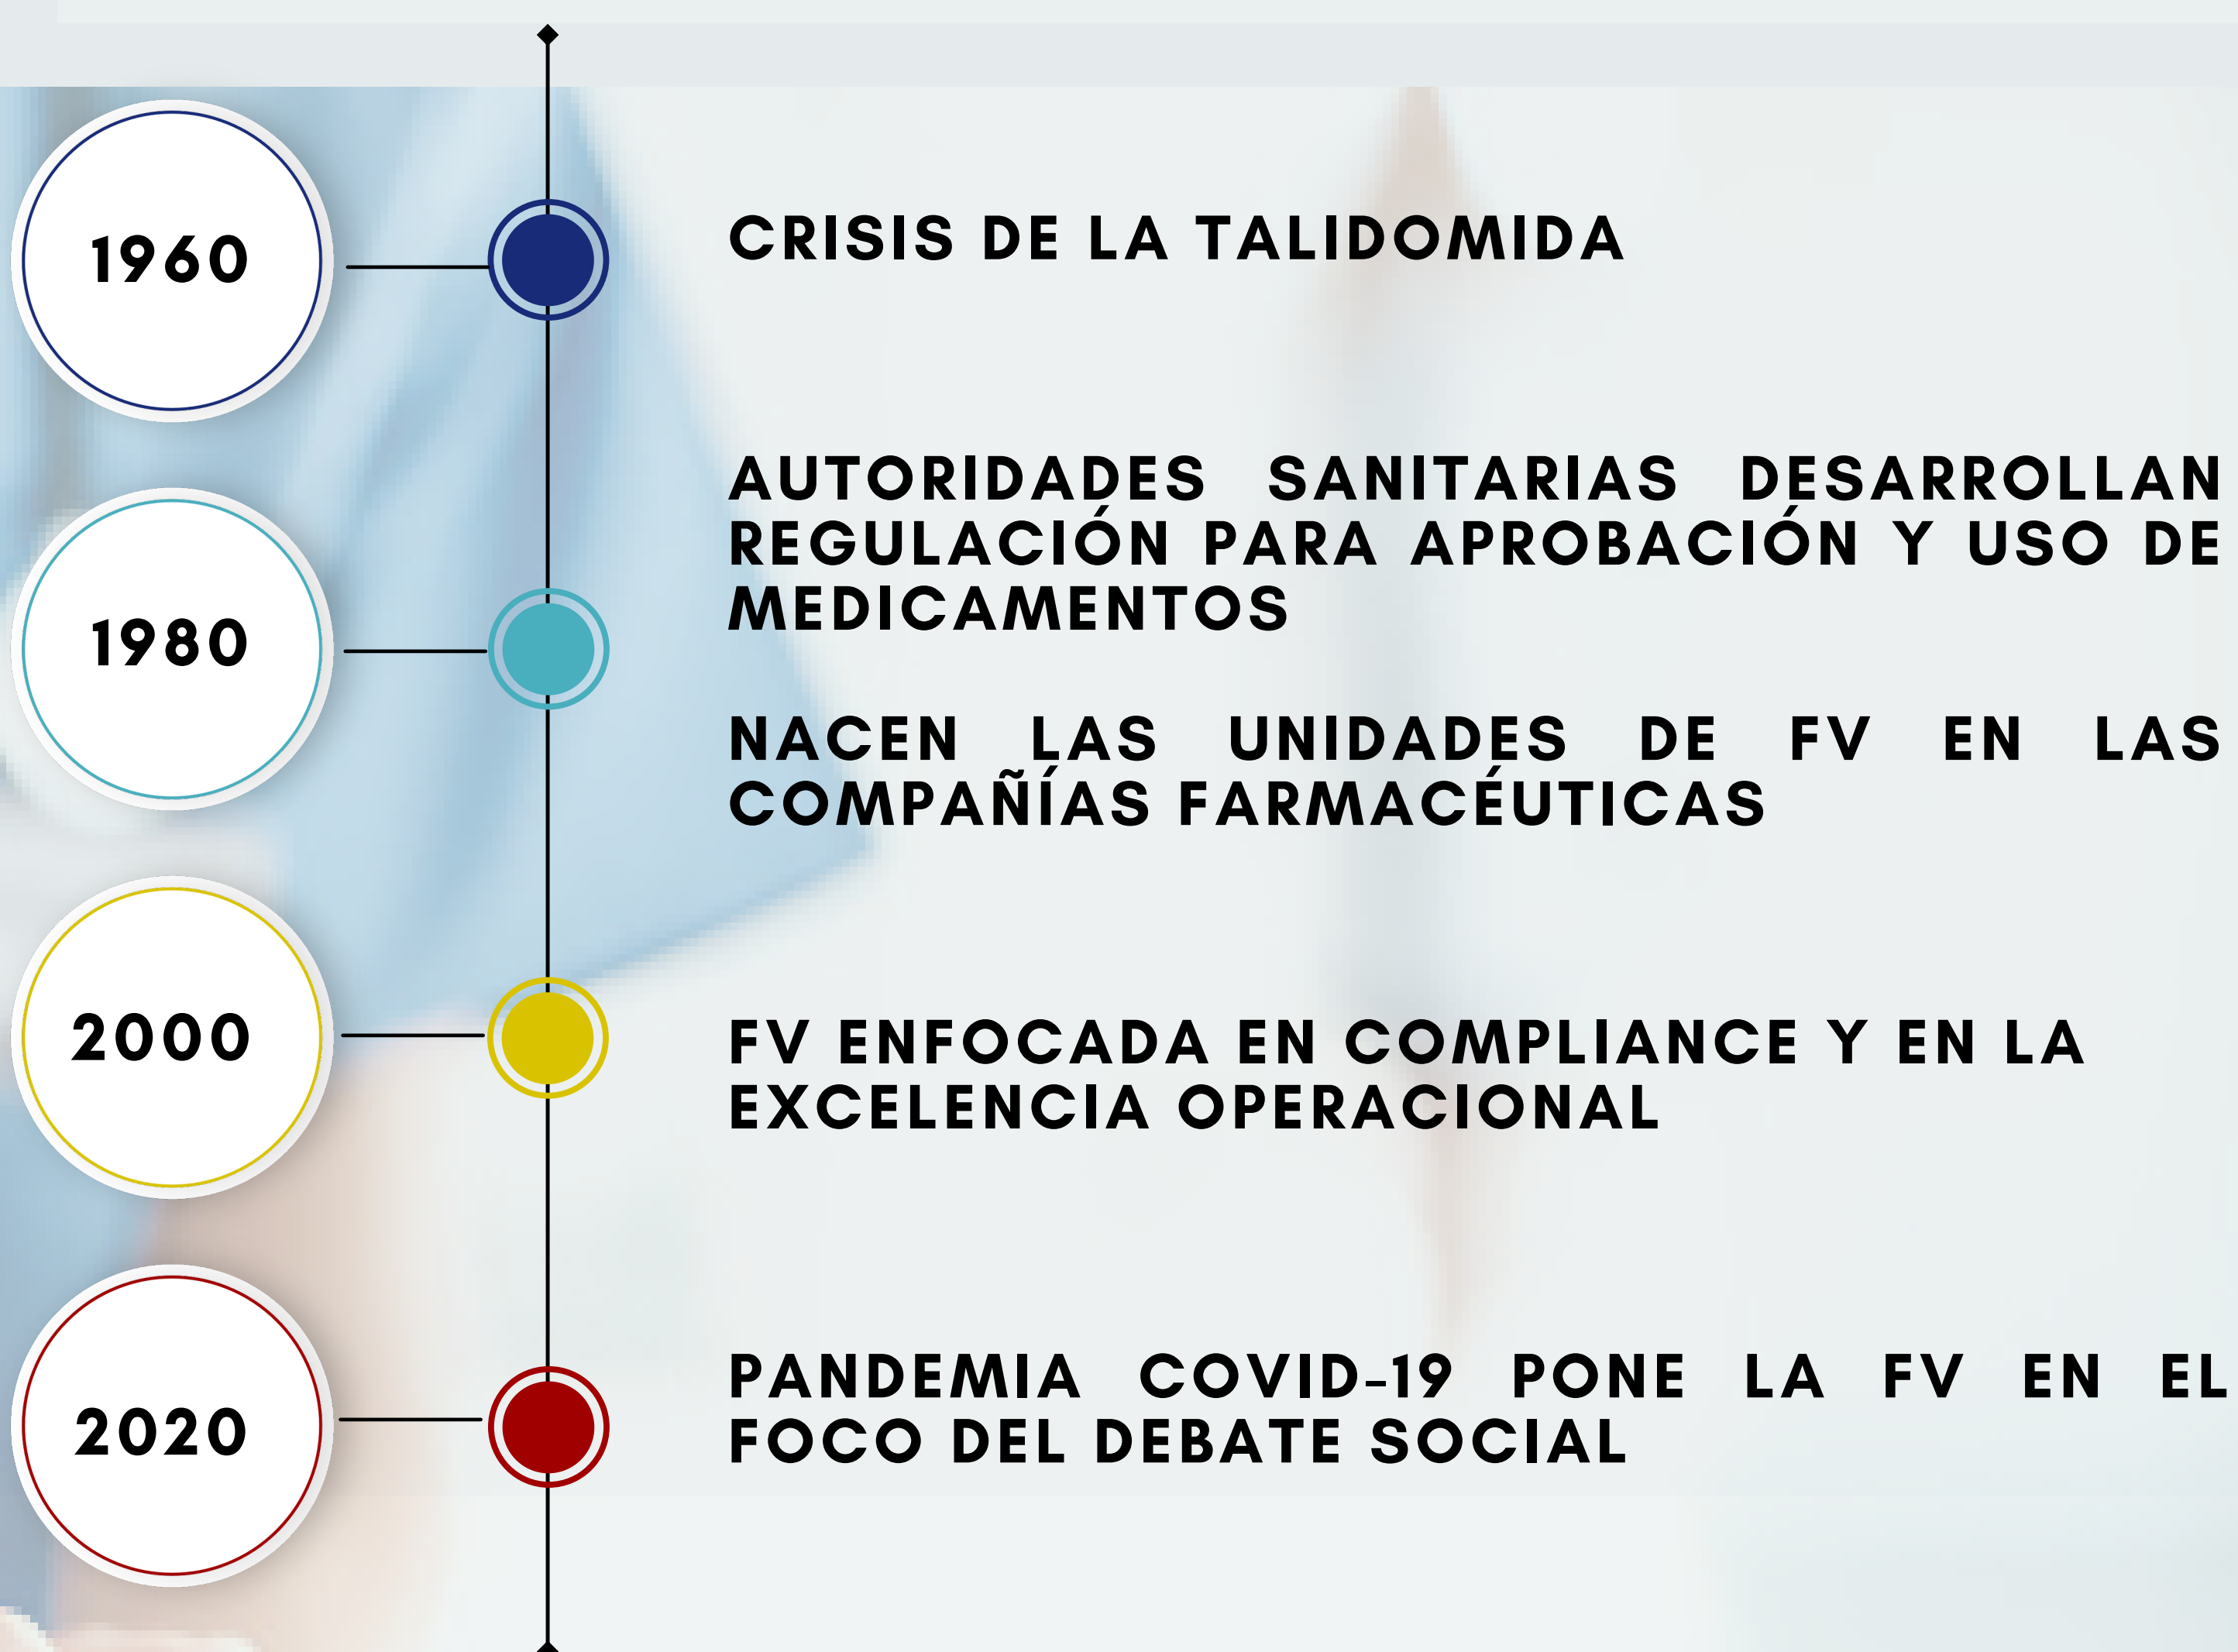 1960
CRISIS DE LA TALIDOMIDA
1980
AUTORIDADES SANITARIAS DESARROLLAN
REGULACIÓN PARA APROBACIÓN Y USO DE
MEDICAMENTOS
NACEN LAS UNIDADES DE FV EN LAS
COMPAÑÍAS FARMACÉUTICAS
2000
FV ENFOCADA EN COMPLIANCE Y EN LA
EXCELENCIA OPERACIONAL
2020
PANDEMIA COVID-19 PONE LA FV EN EL
FOCO DEL DEBATE SOCIAL